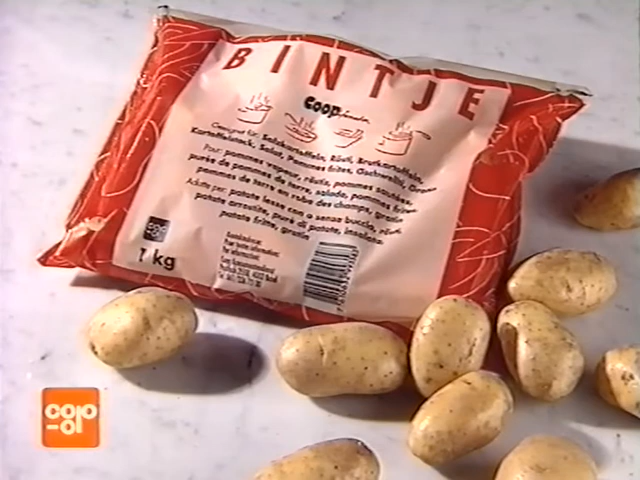 BINTJE
Coop
Geeignet für: Salzkartoffeln, Rösti, Bratkartoffeln,
Kartoffelstock, Salat, Pommes frites, Gschwellti, Gratin
Pour: pommes vapeur, röstis, pommes sautées,
purée de pommes de terre, salade, pommes frites,
pommes de terre en robe des champs, gratin
Adatte per: patate lesse con o senza buccia, rösti,
patate arrostite, purè di patate, insalata,
patate fritte, gratin
1 kg
coop